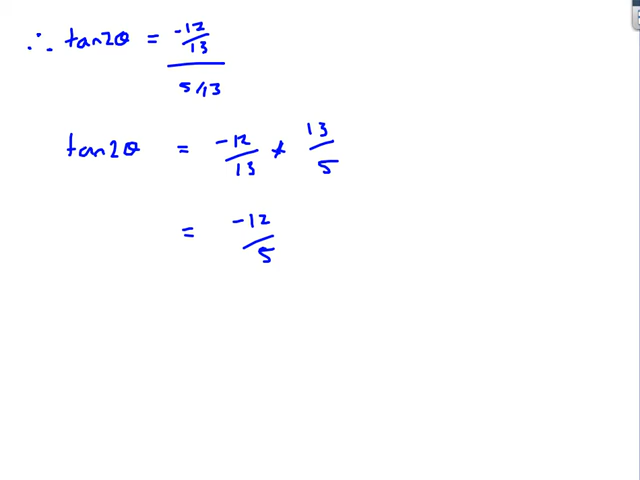 ∴ tan2θ = -12/13
5/13
tan2θ = -12/13 * 13/5
= -12/5